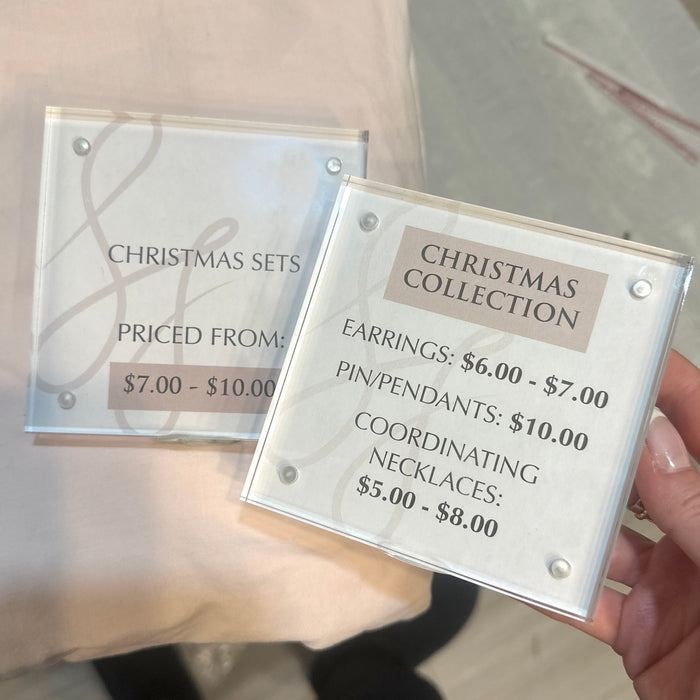 CHRISTMAS SETS
PRICED FROM:
$7.00 - $10.00
CHRISTMAS
COLLECTION
EARRINGS: $6.00 - $7.00
PIN/PENDANTS: $10.00
COORDINATING
NECKLACES:
$5.00 - $8.00